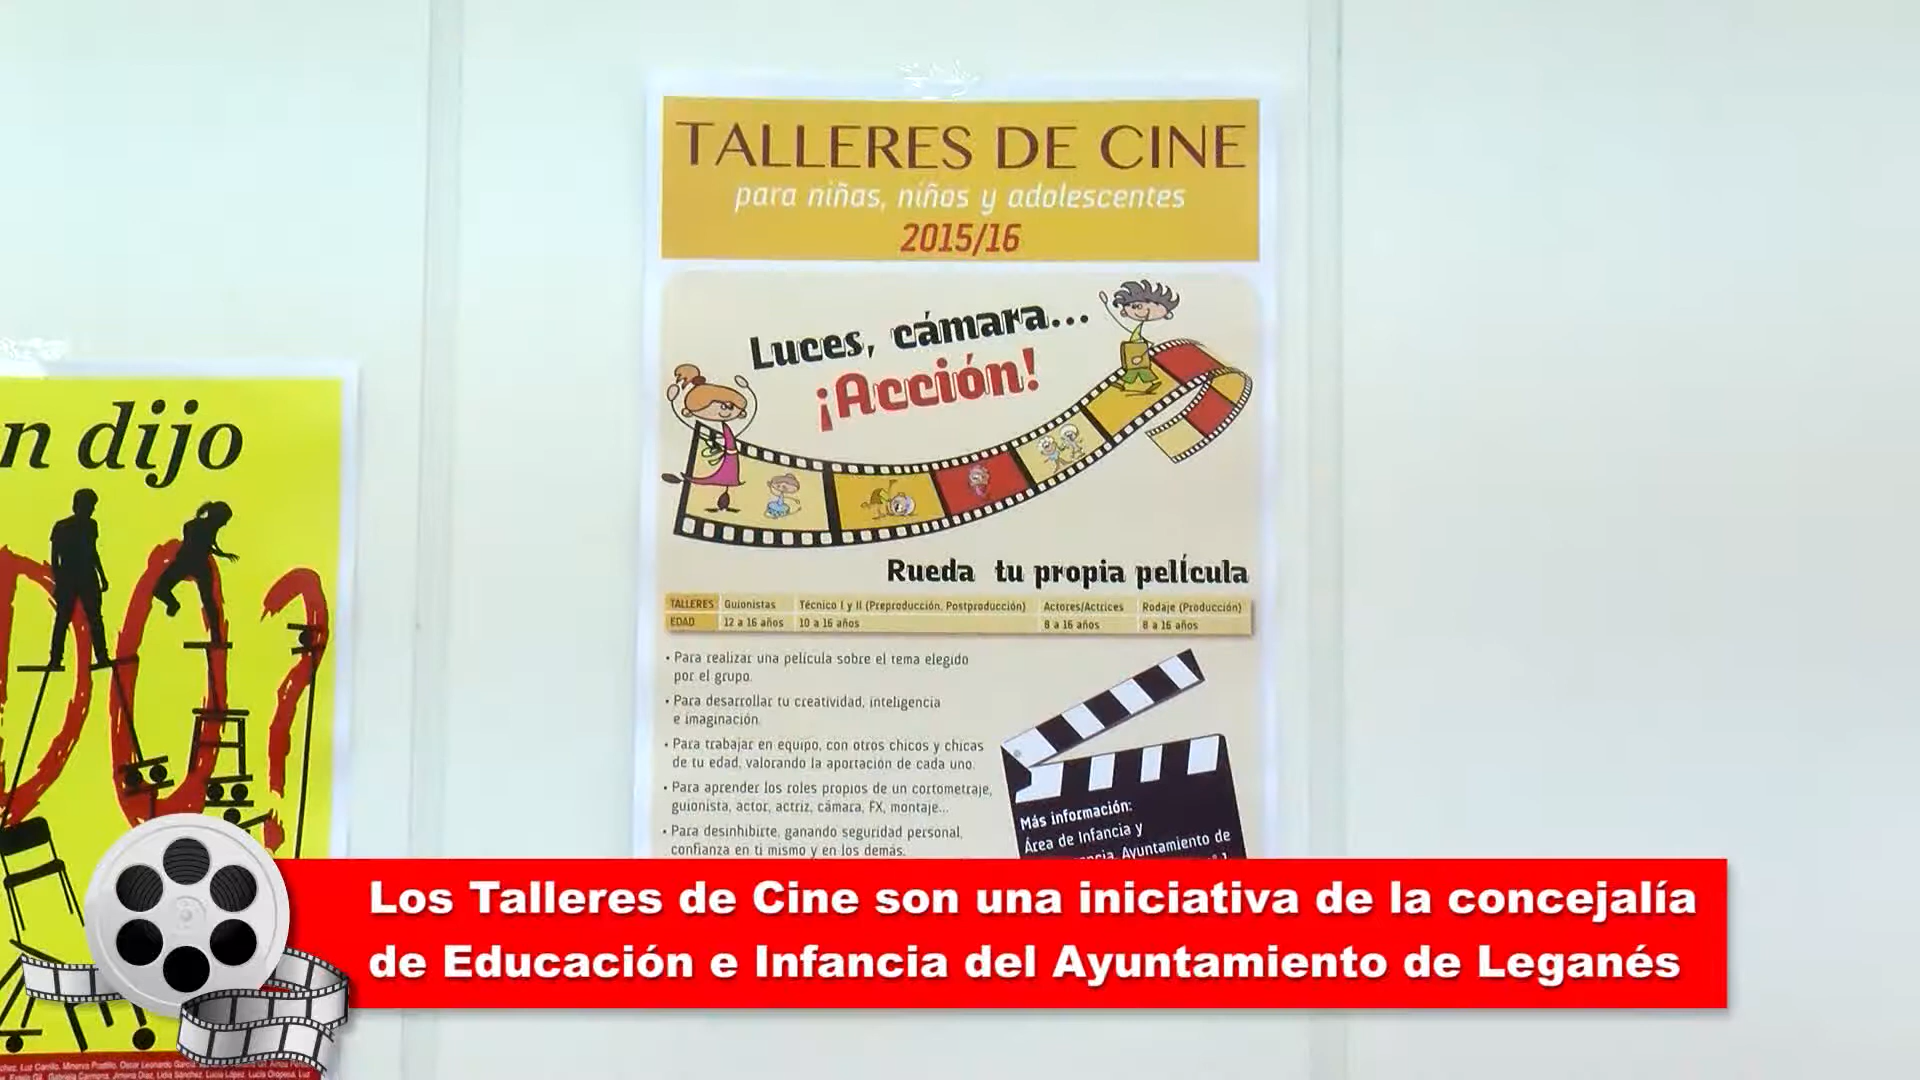 TALLERES DE CINE
para niñas, niños y adolescentes
2015/16
Luces, cámara...
¡Acción!
Rueda tu propia película
TALLERES Guionistas Técnico I y II (Preproducción, Postproducción) Actores/Actrices Rodaje (Producción)
EDAD 12 a 16 años 10 a 16 años 8 a 16 años 8 a 16 años
• Para realizar una película sobre el tema elegido
por el grupo.
• Para desarrollar tu creatividad, inteligencia
e imaginación.
• Para trabajar en equipo, con otros chicos y chicas
de tu edad, valorando la aportación de cada uno.
• Para aprender los roles propios de un cortometraje,
guionista, actor, actriz, cámara, FX, montaje...
• Para desinhibirte, ganando seguridad personal,
confianza en ti mismo y en los demás.
Más información:
Área de Infancia y
Ayuntamiento de
n dijo
Los Talleres de Cine son una iniciativa de la concejalía
de Educación e Infancia del Ayuntamiento de Leganés